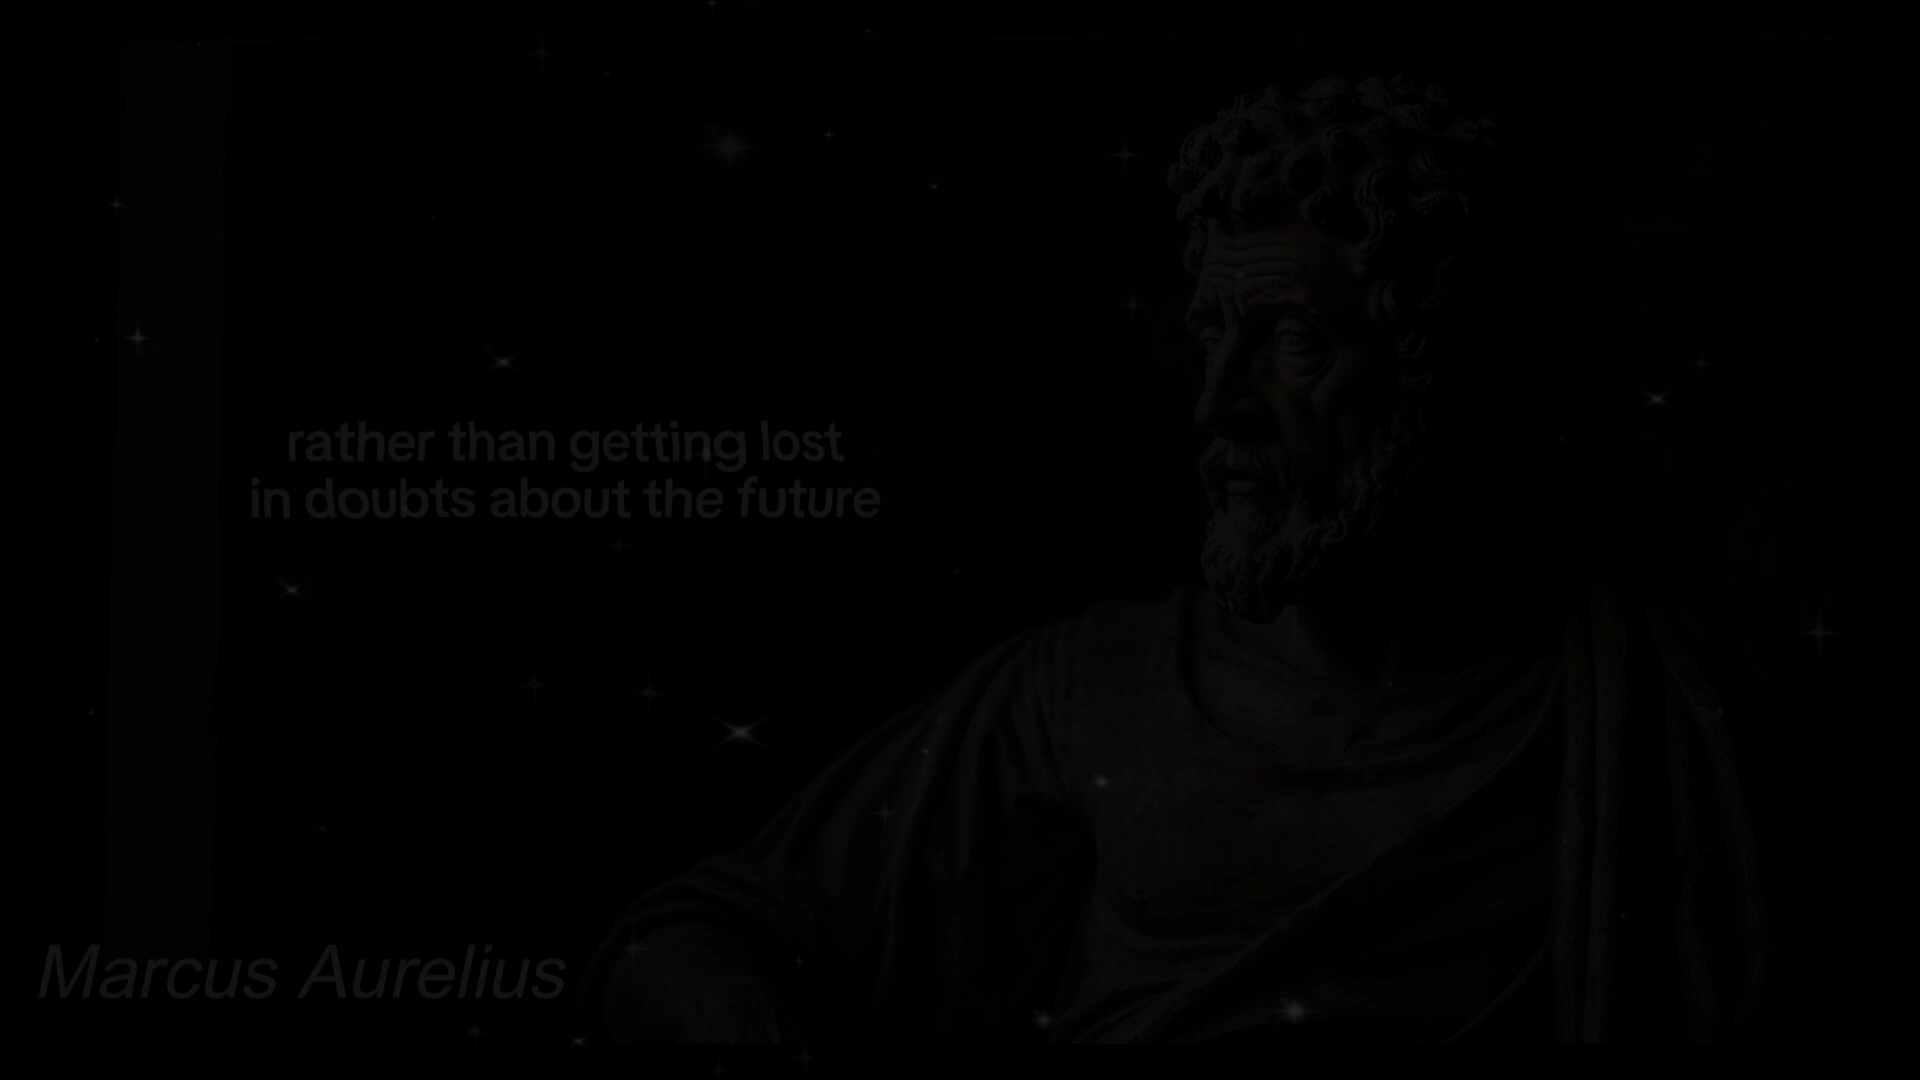 rather than getting lost
in doubts about the future
Marcus Aurelius